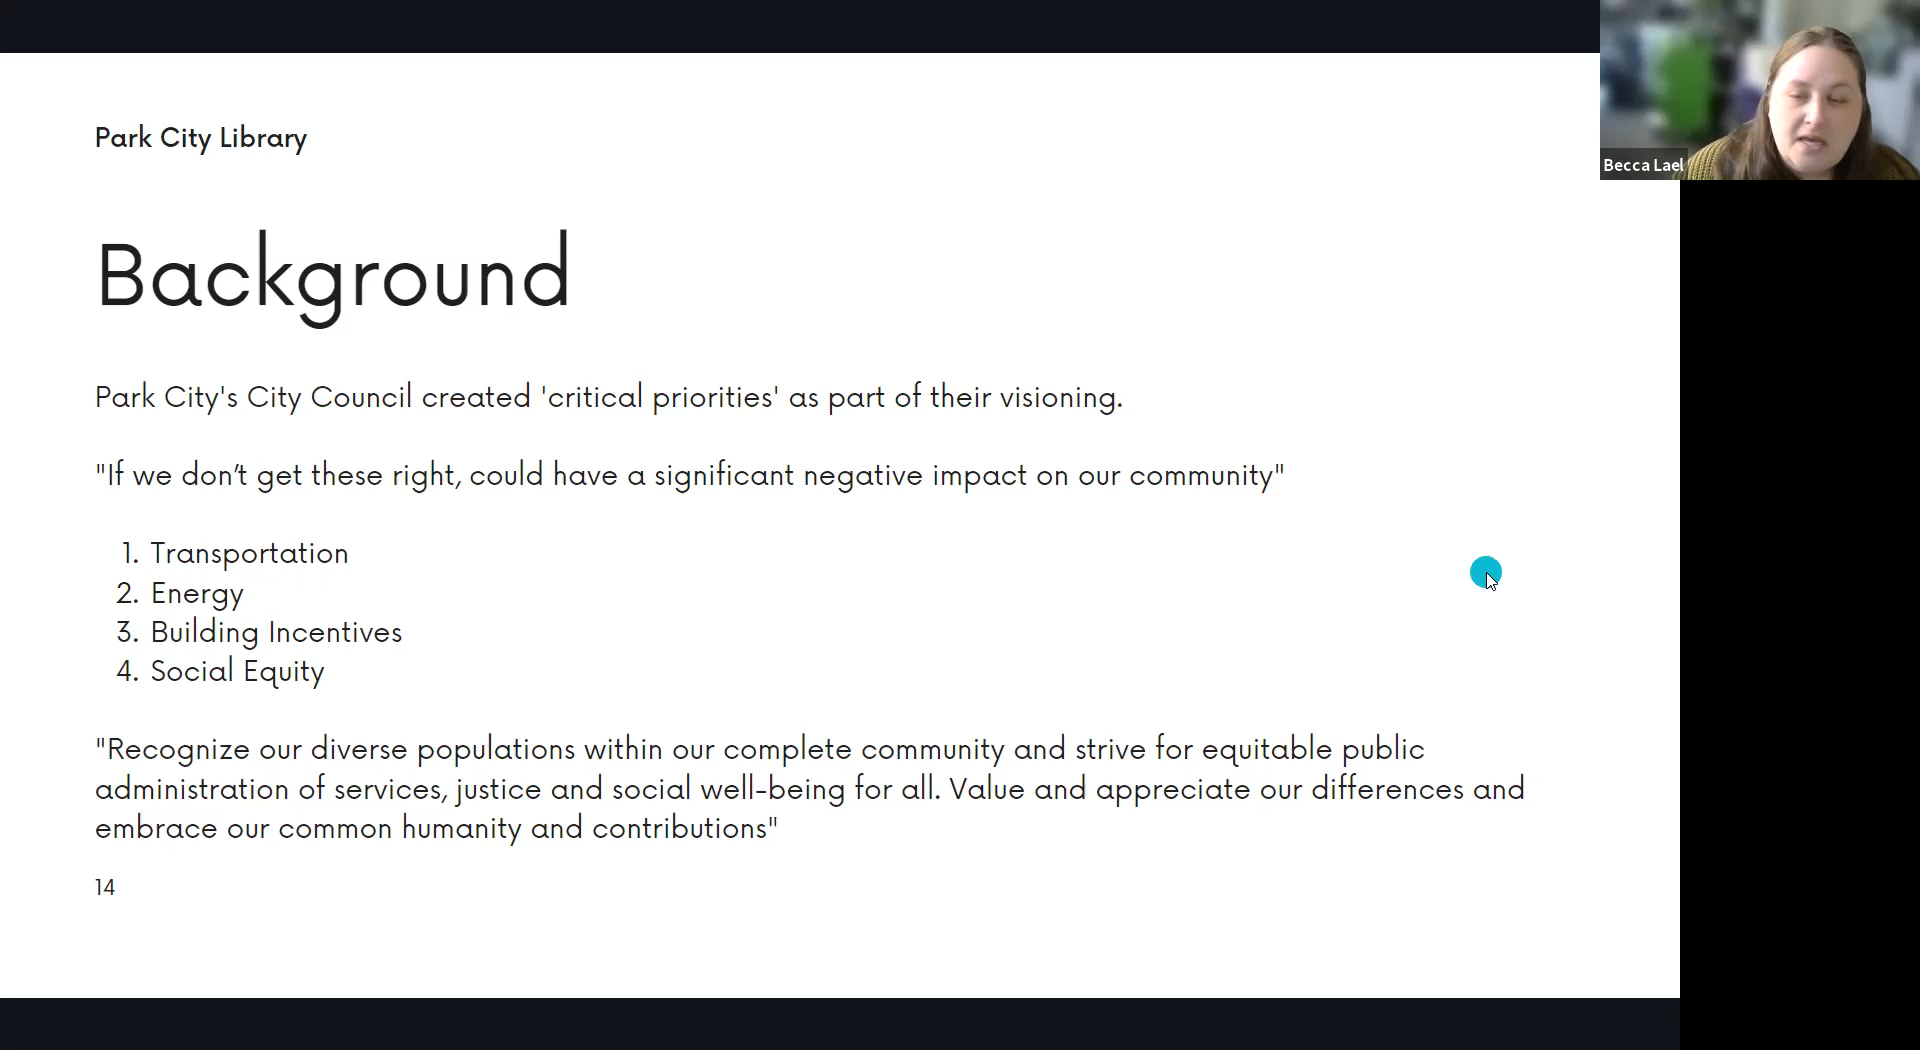 Park City Library
Becca Lael
Background
Park City's City Council created 'critical priorities' as part of their visioning.
"If we don’t get these right, could have a significant negative impact on our community"
1. Transportation
2. Energy
3. Building Incentives
4. Social Equity
"Recognize our diverse populations within our complete community and strive for equitable public
administration of services, justice and social well-being for all. Value and appreciate our differences and
embrace our common humanity and contributions"
14